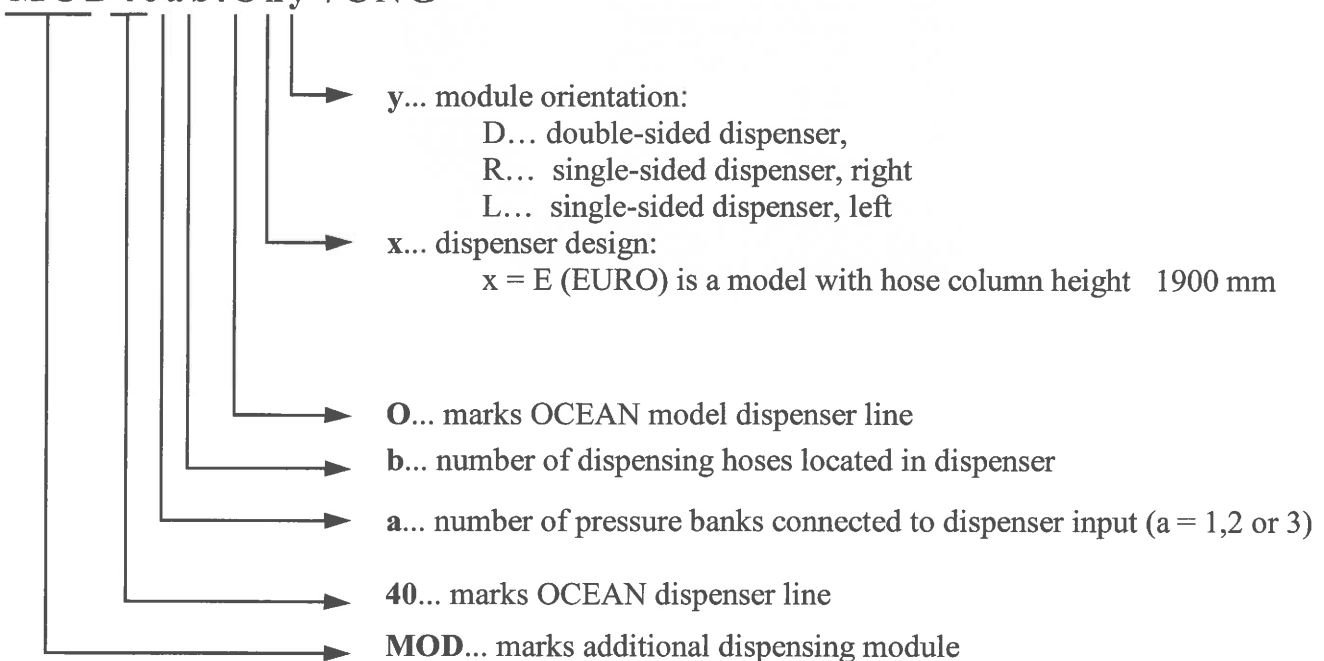 y... module orientation:
D... double-sided dispenser,
R... single-sided dispenser, right
L... single-sided dispenser, left
x... dispenser design:
x = E (EURO) is a model with hose column height 1900 mm
O... marks OCEAN model dispenser line
b... number of dispensing hoses located in dispenser
a... number of pressure banks connected to dispenser input (a = 1,2 or 3)
40... marks OCEAN dispenser line
MOD... marks additional dispensing module